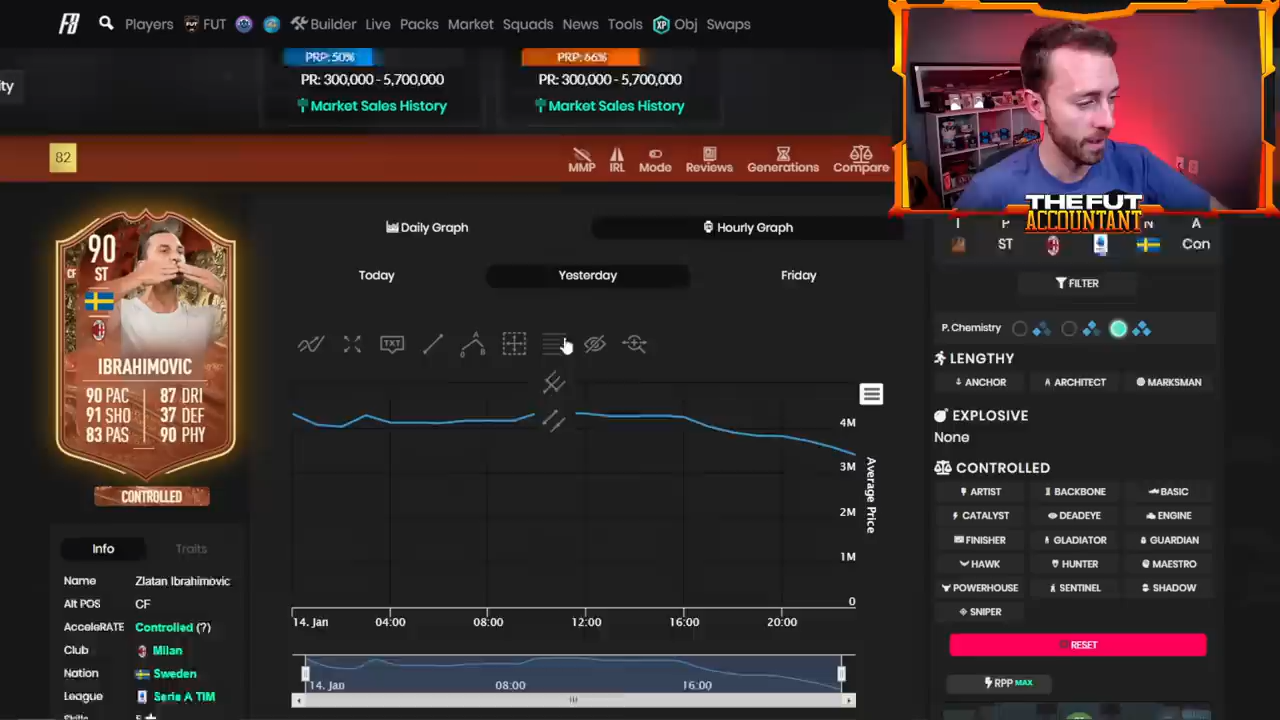 Players FUT Builder Live Packs Market Squads News Tools XP Obj Swaps
PRP: 50% PRP: 66%
ty PR: 300,000 - 5,700,000 PR: 300,000 - 5,700,000
Market Sales History Market Sales History
82 MMP IRL Mode Reviews Generations Compare
THE FUT
ACCOUNTANT
Daily Graph Hourly Graph
Today Yesterday Friday
TXT
90
ST
CF
IBRAHIMOVIC
90 PAC 87 DRI
91 SHO 37 DEF
83 PAS 90 PHY
CONTROLLED
4M
3M
2M
1M
0
Average Price
14. Jan 04:00 08:00 12:00 16:00 20:00
14. Jan 08:00 16:00
Info Traits
Name Zlatan Ibrahimovic
Alt POS CF
AcceleRATE Controlled (?)
Club Milan
Nation Sweden
League Serie A TIM
Skills 5
I P N A
ST Con
FILTER
P. Chemistry
LENGTHY
ANCHOR ARCHITECT MARKSMAN
EXPLOSIVE
None
CONTROLLED
ARTIST BACKBONE BASIC
CATALYST DEADEYE ENGINE
FINISHER GLADIATOR GUARDIAN
HAWK HUNTER MAESTRO
POWERHOUSE SENTINEL SHADOW
SNIPER
RESET
RPP MAX